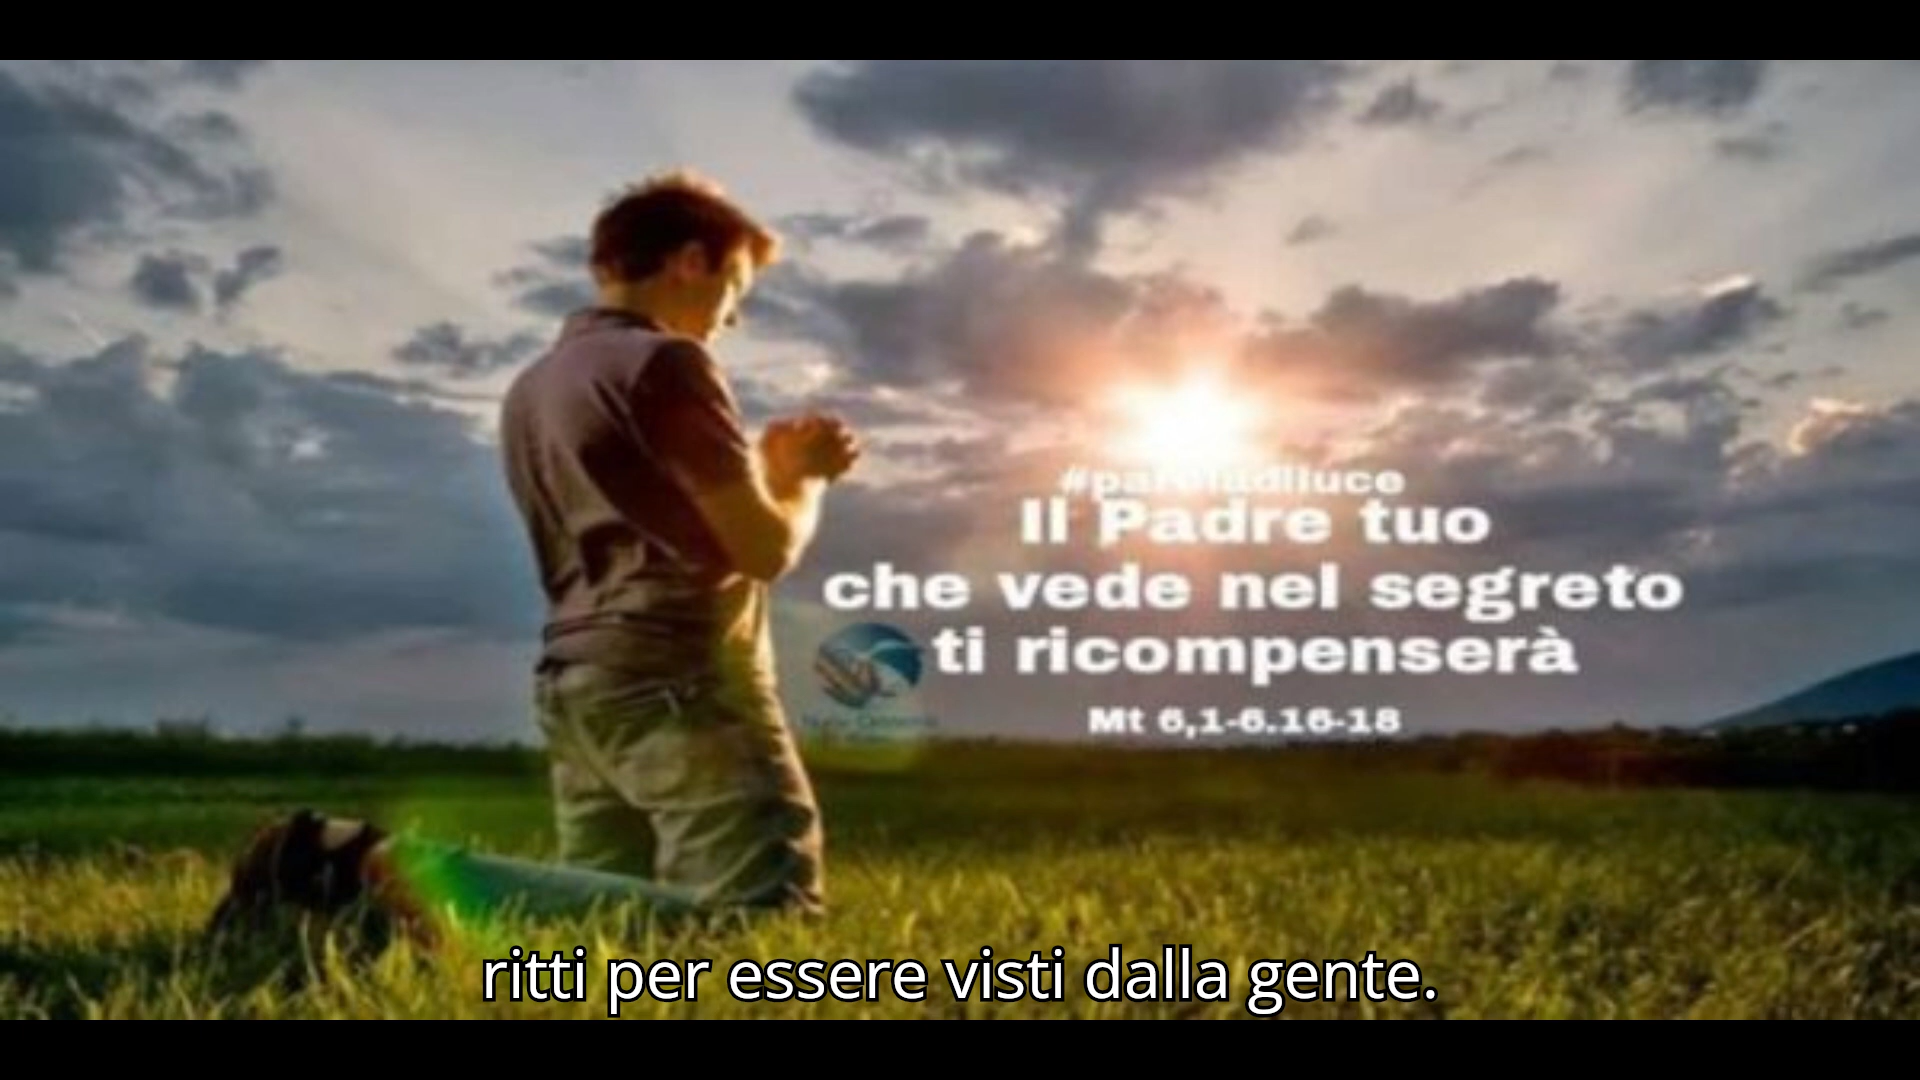 #paroladiluce
Il Padre tuo
che vede nel segreto
ti ricompenserà
Mt 6,1-6.16-18
ritti per essere visti dalla gente.